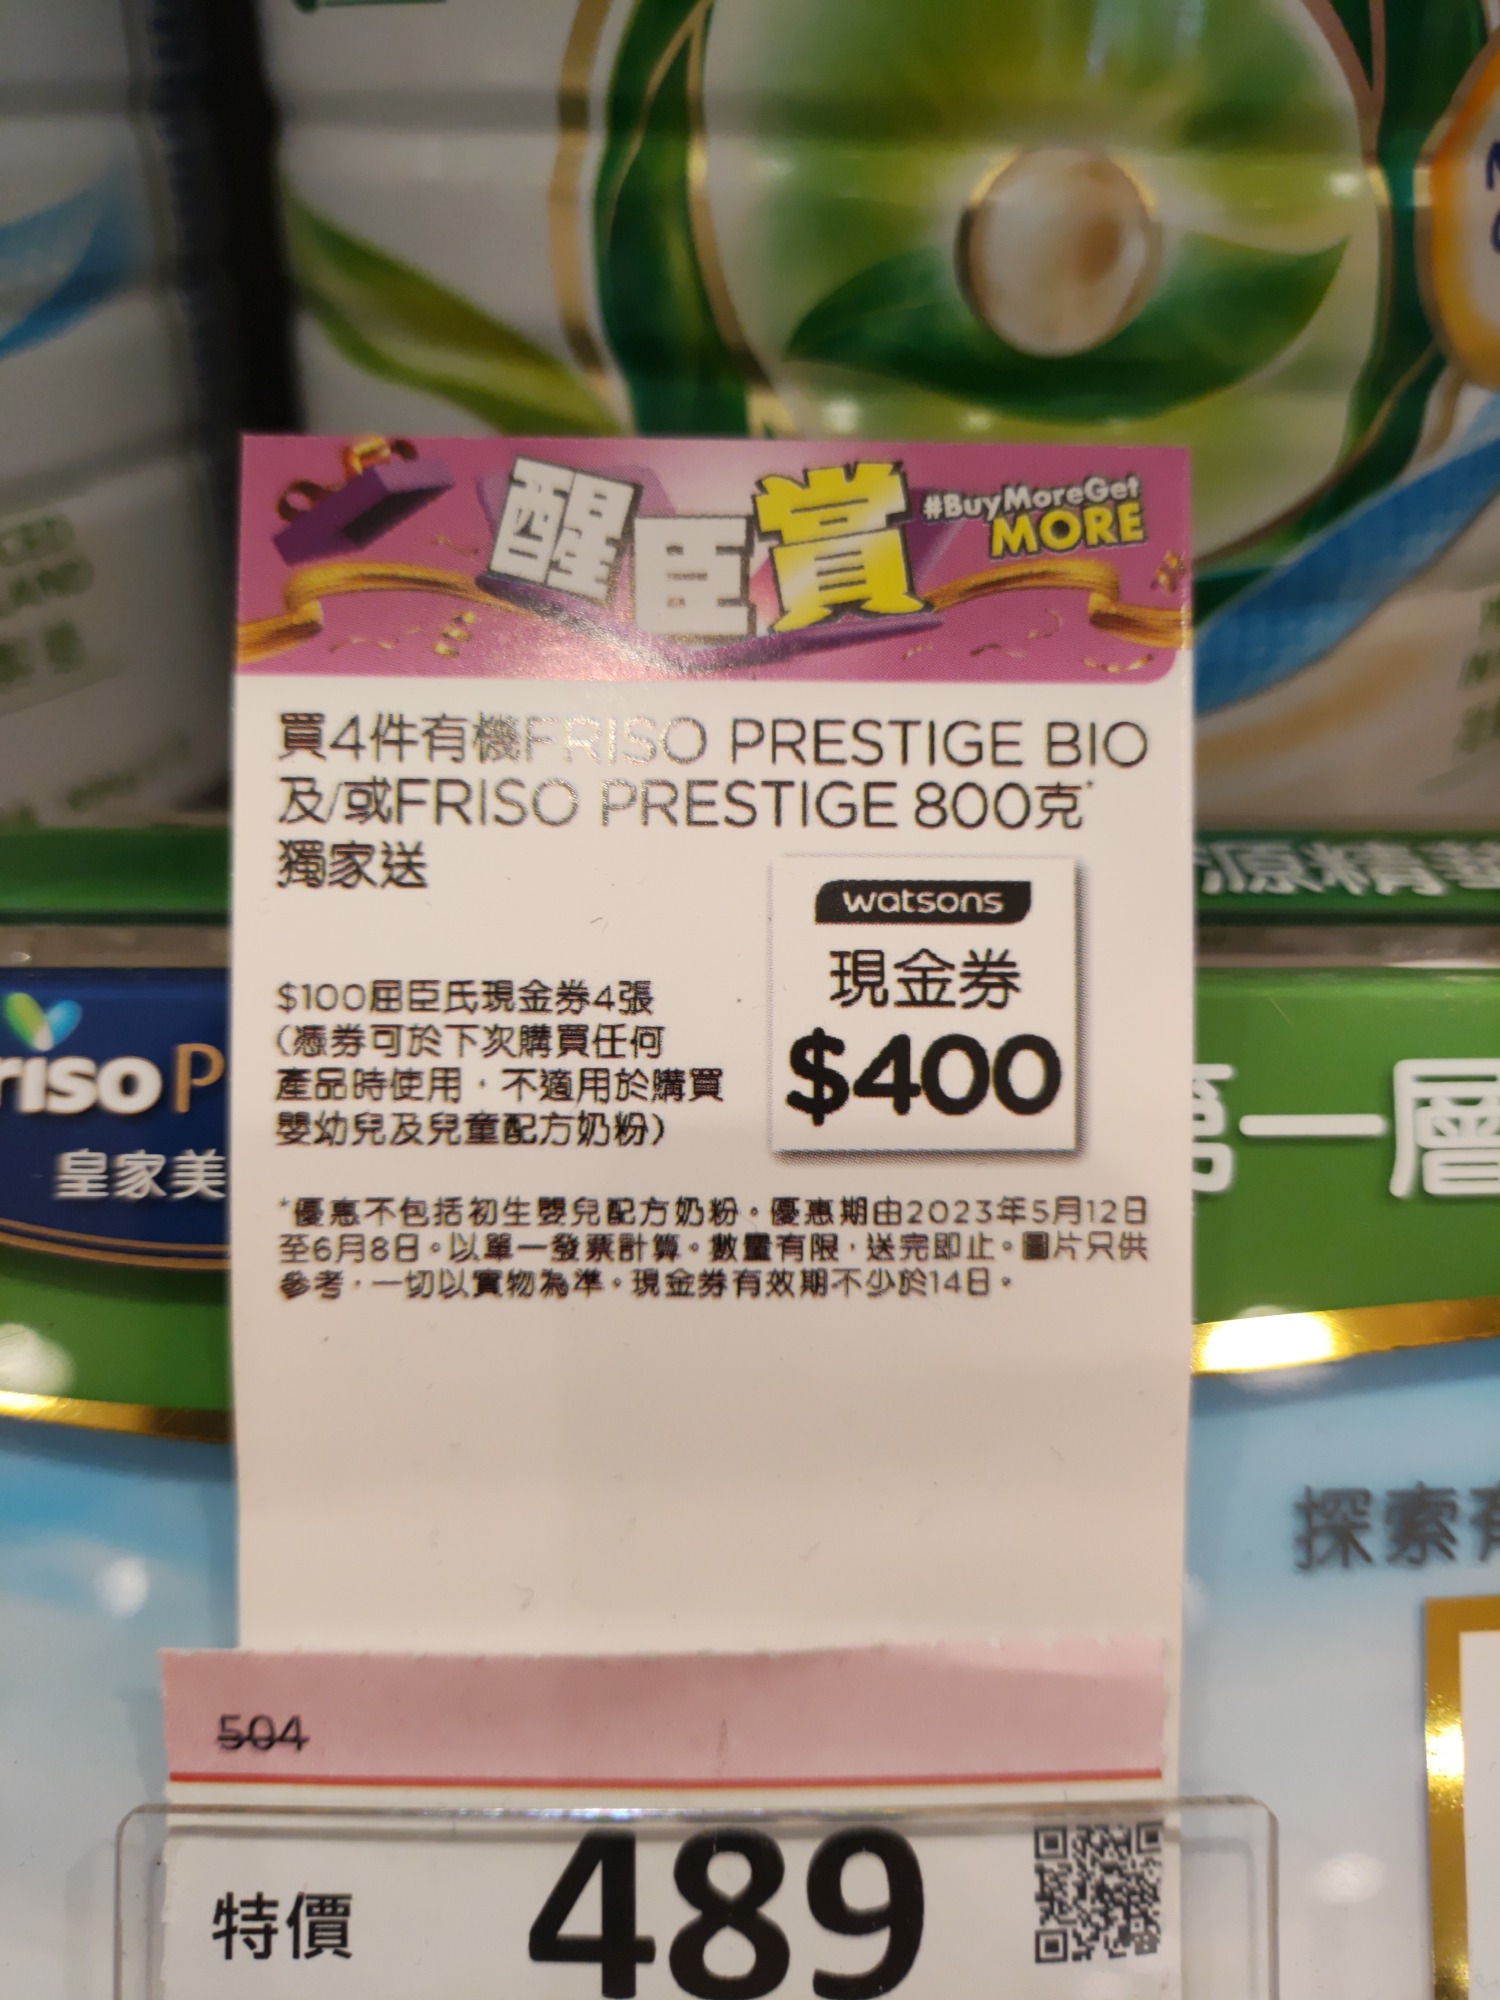 醒臣賞
#BuyMoreGet
MORE
買4件有機FRISO PRESTIGE BIO
及/或FRISO PRESTIGE 800克*
獨家送
watsons
現金券
$400
$100屈臣氏現金券4張
(憑券可於下次購買任何
產品時使用，不適用於購買
嬰幼兒及兒童配方奶粉)
*優惠不包括初生嬰兒配方奶粉。優惠期由2023年5月12日
至6月8日。以單一發票計算。數量有限，送完即止。圖片只供
參考，一切以實物為準。現金券有效期不少於14日。
riso P
皇家美
源精華
第一層
探索
504
特價
489